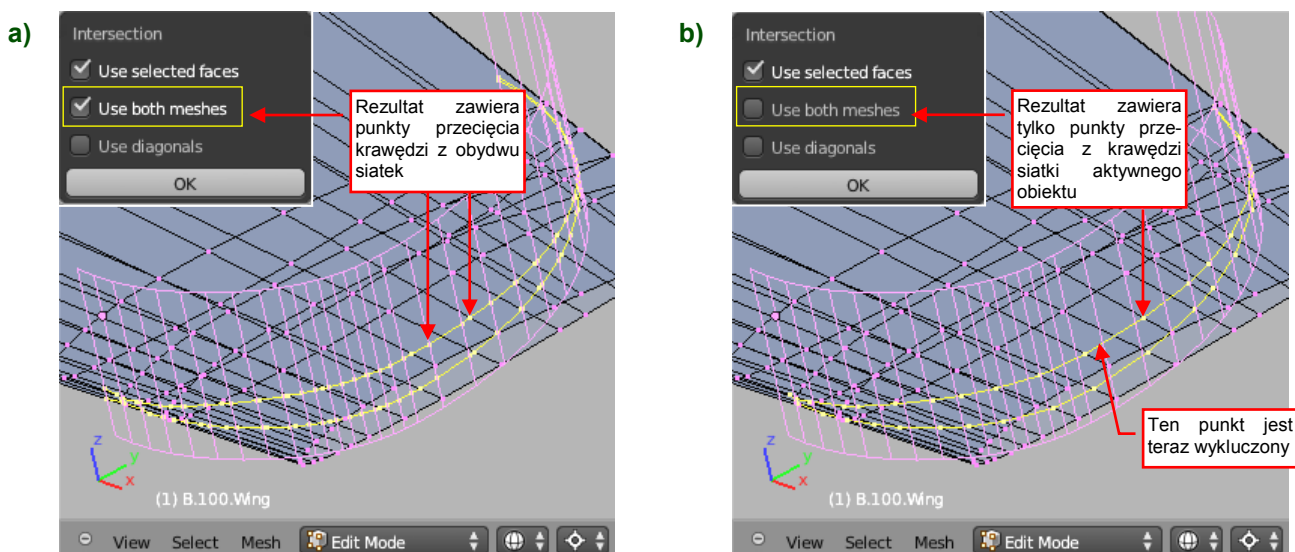 a)
Intersection
Use selected faces
Use both meshes
Use diagonals
OK
Rezultat zawiera
punkty przecięcia
krawędzi z obydwu
siatek
z
y
x
(1) B.100.Wing
View Select Mesh Edit Mode
b)
Intersection
Use selected faces
Use both meshes
Use diagonals
OK
Rezultat zawiera
tylko punkty prze-
cięcia z krawędzi
siatki aktywnego
obiektu
Ten punkt jest
teraz wykluczony
z
y
x
(1) B.100.Wing
View Select Mesh Edit Mode